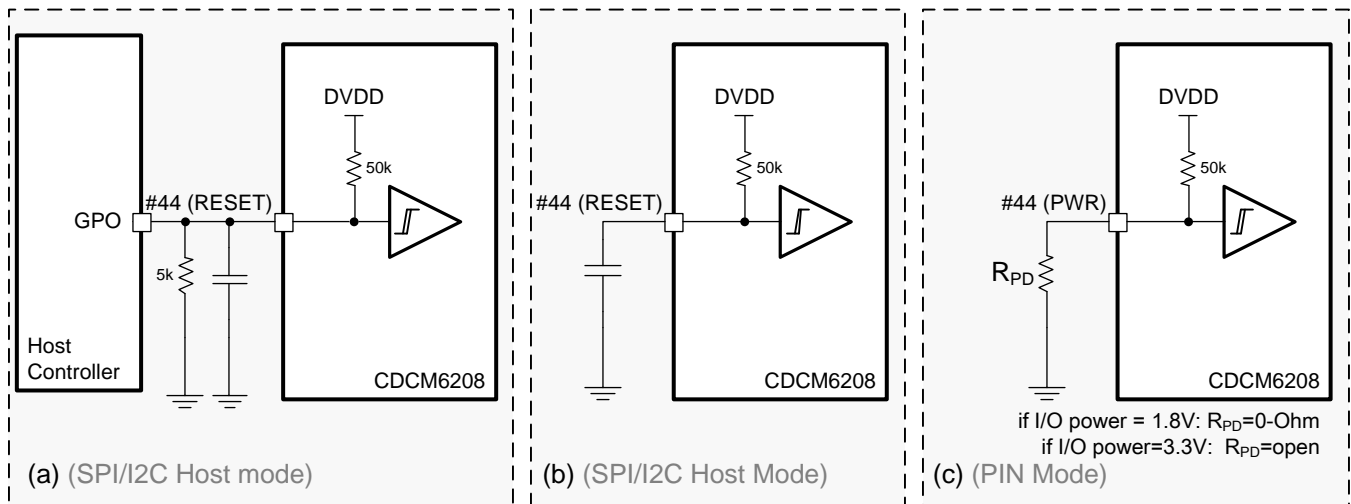 DVDD
50k
#44 (RESET)
GPO
5k
Host
Controller
CDCM6208
(a) (SPI/I2C Host mode)
DVDD
50k
#44 (RESET)
CDCM6208
(b) (SPI/I2C Host Mode)
DVDD
50k
#44 (PWR)
RPD
CDCM6208
if I/O power = 1.8V: RPD=0-Ohm
if I/O power=3.3V: RPD=open
(c) (PIN Mode)